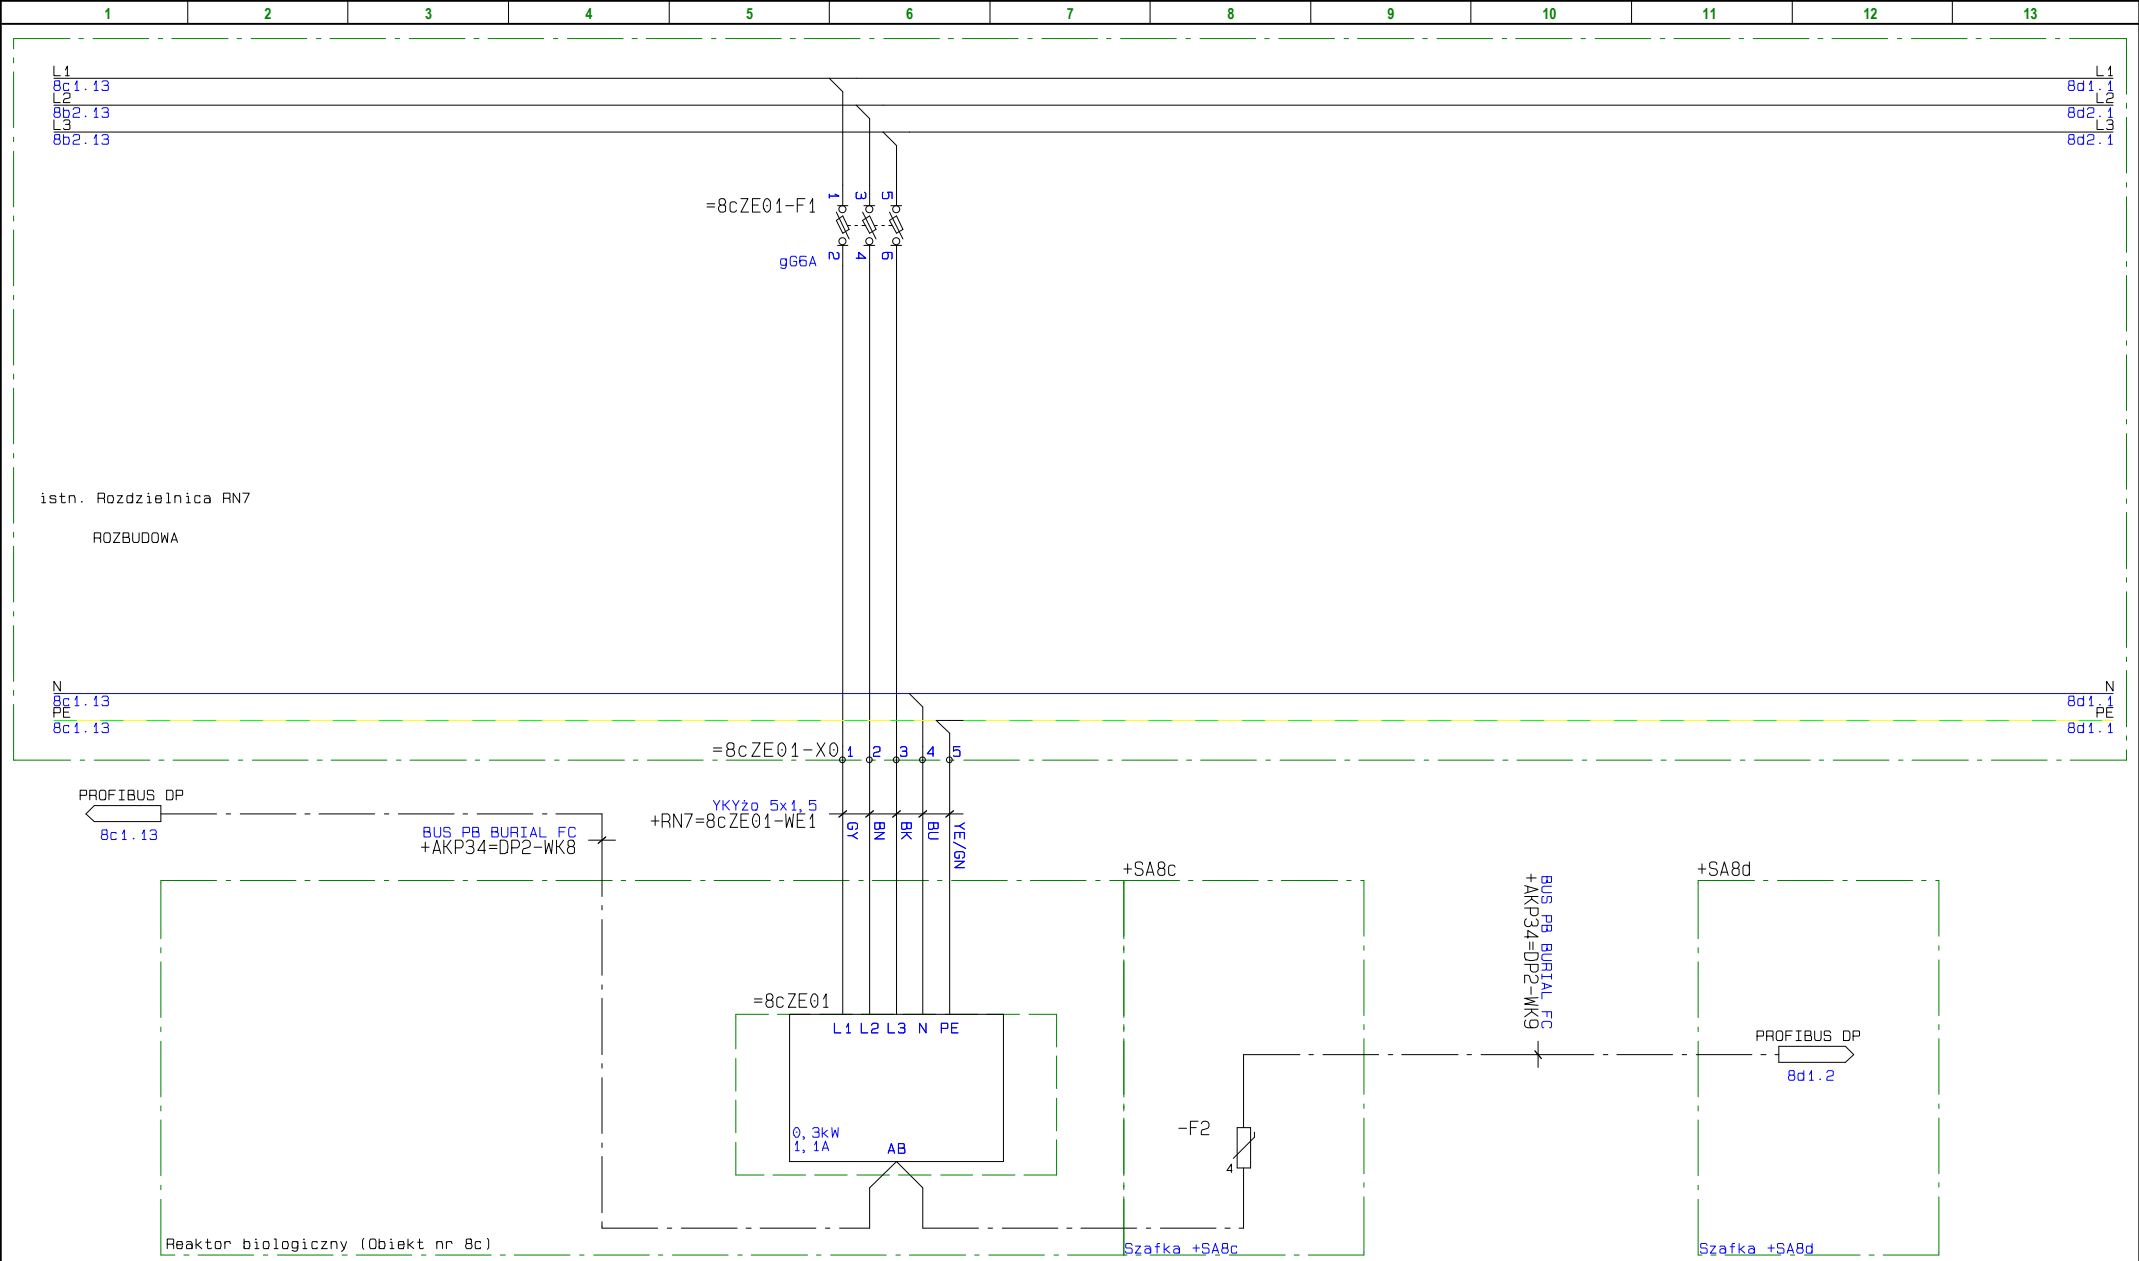 1 2 3 4 5 6 7 8 9 10 11 12 13
L1 L1
8c1.13 8d1.1
L2 L2
8b2.13 8d2.1
L3 L3
8b2.13 8d2.1
1 3 5
=8cZE01-F1
gG6A
2 4 6
istn. Rozdzielnica RN7
ROZBUDOWA
N N
8c1.13 8d1.1
PE PE
8c1.13 8d1.1
=8cZE01-X0 1 2 3 4 5
PROFIBUS DP
8c1.13
YKYżo 5x1,5
+RN7=8cZE01-WE1
GY BN BK BU YE/GN
BUS PB BURIAL FC
+AKP34=DP2-WK8
+SA8c
+SA8d
BUS PB BURIAL FC
+AKP34=DP2-WK9
=8cZE01
L1 L2 L3 N PE
PROFIBUS DP
8d1.2
0,3kW
1,1A
AB
-F2
4
Reaktor biologiczny (Obiekt nr 8c)
Szafka +SA8c
Szafka +SA8d